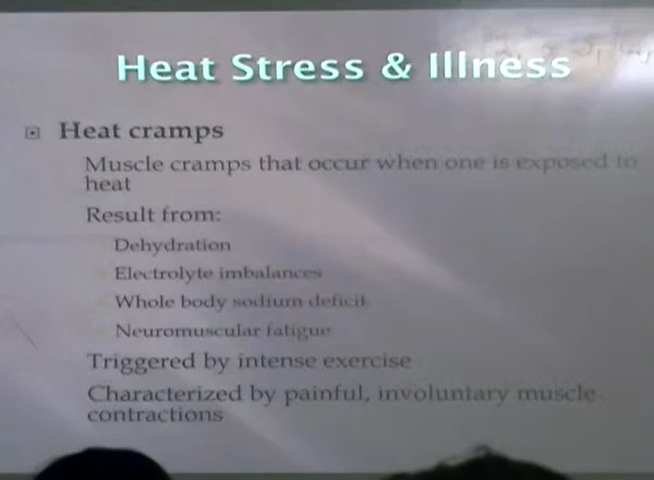 Heat Stress & Illness
Heat cramps
Muscle cramps that occur when one is exposed to
heat
Result from:
Dehydration
Electrolyte imbalances
Whole body sodium deficit
Neuromuscular fatigue
Triggered by intense exercise
Characterized by painful, involuntary muscle
contractions